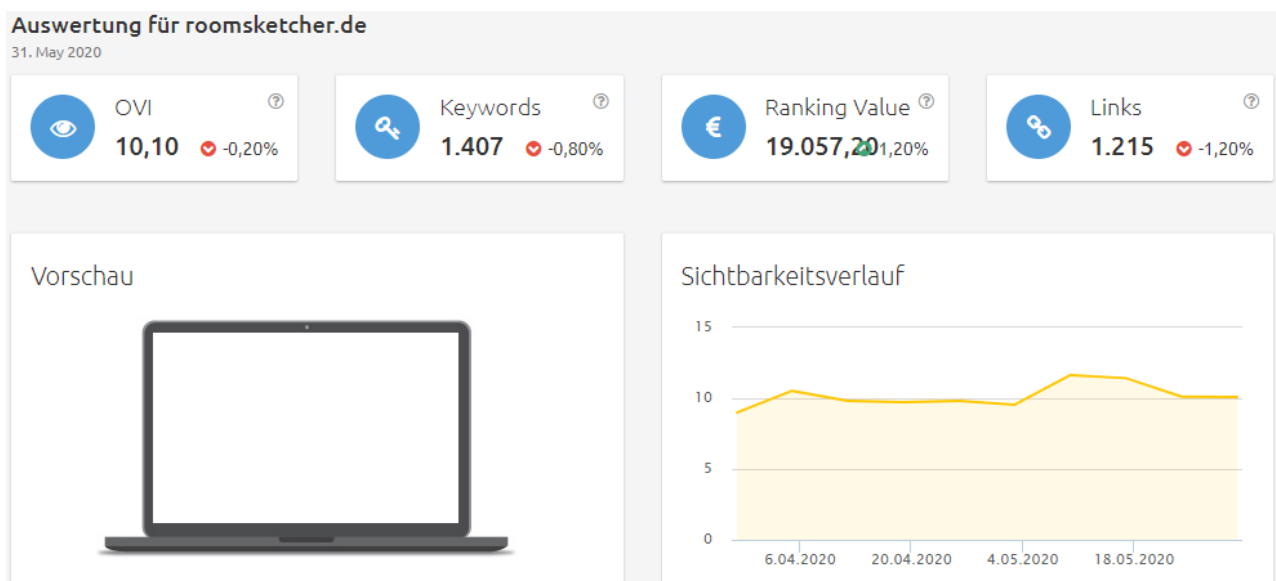 Auswertung für roomsketcher.de
31. May 2020
OVI
10,10 -0,20%
Keywords
1.407 -0,80%
Ranking Value
19.057,20 1,20%
Links
1.215 -1,20%
Vorschau
Sichtbarkeitsverlauf
15
10
5
0
6.04.2020 20.04.2020 4.05.2020 18.05.2020